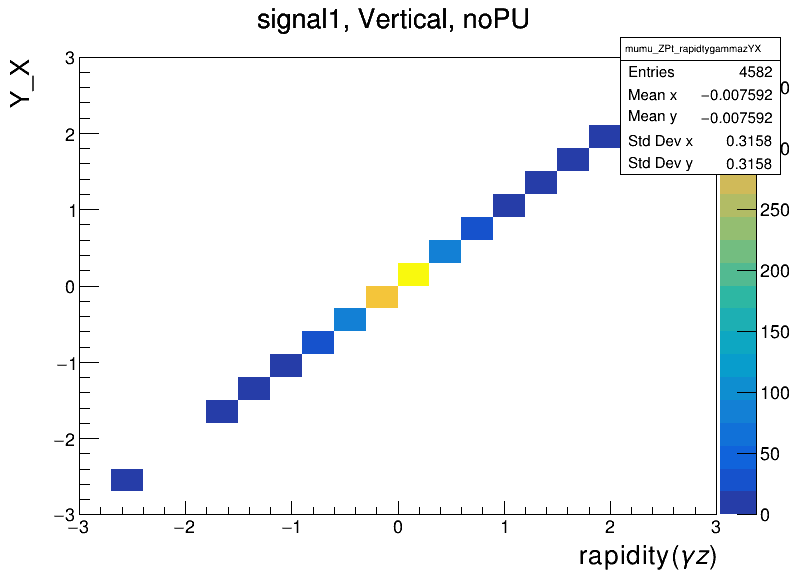 signal1, Vertical, noPU
Y_X
mumu_ZPt_rapidtygammazYX
Entries 4582
Mean x −0.007592
Mean y −0.007592
Std Dev x 0.3158
Std Dev y 0.3158
3
2
1
0
−1
−2
−3
−3 −2 −1 0 1 2 3
rapidity(γz)
0
0
250
200
150
100
50
0